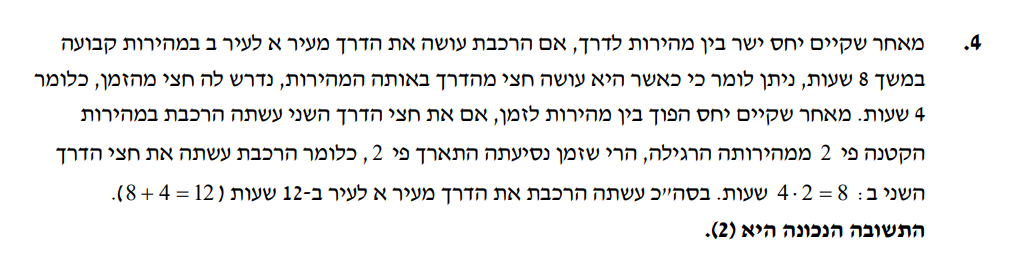 4. מאחר שקיים יחס ישר בין מהירות לדרך, אם הרכבת עושה את הדרך מעיר א לעיר ב במהירות קבועה
במשך 8 שעות, ניתן לומר כי כאשר היא עושה חצי מהדרך באותה המהירות, נדרש לה חצי מהזמן, כלומר
4 שעות. מאחר שקיים יחס הפוך בין מהירות לזמן, אם את חצי הדרך השני עשתה הרכבת במהירות
הקטנה פי 2 ממהירותה הרגילה, הרי שזמן נסיעתה התארך פי 2, כלומר הרכבת עשתה את חצי הדרך
השני ב: 4·2 = 8 שעות. בסה״כ עשתה הרכבת את הדרך מעיר א לעיר ב-12 שעות (8 + 4 = 12).
התשובה הנכונה היא (2).